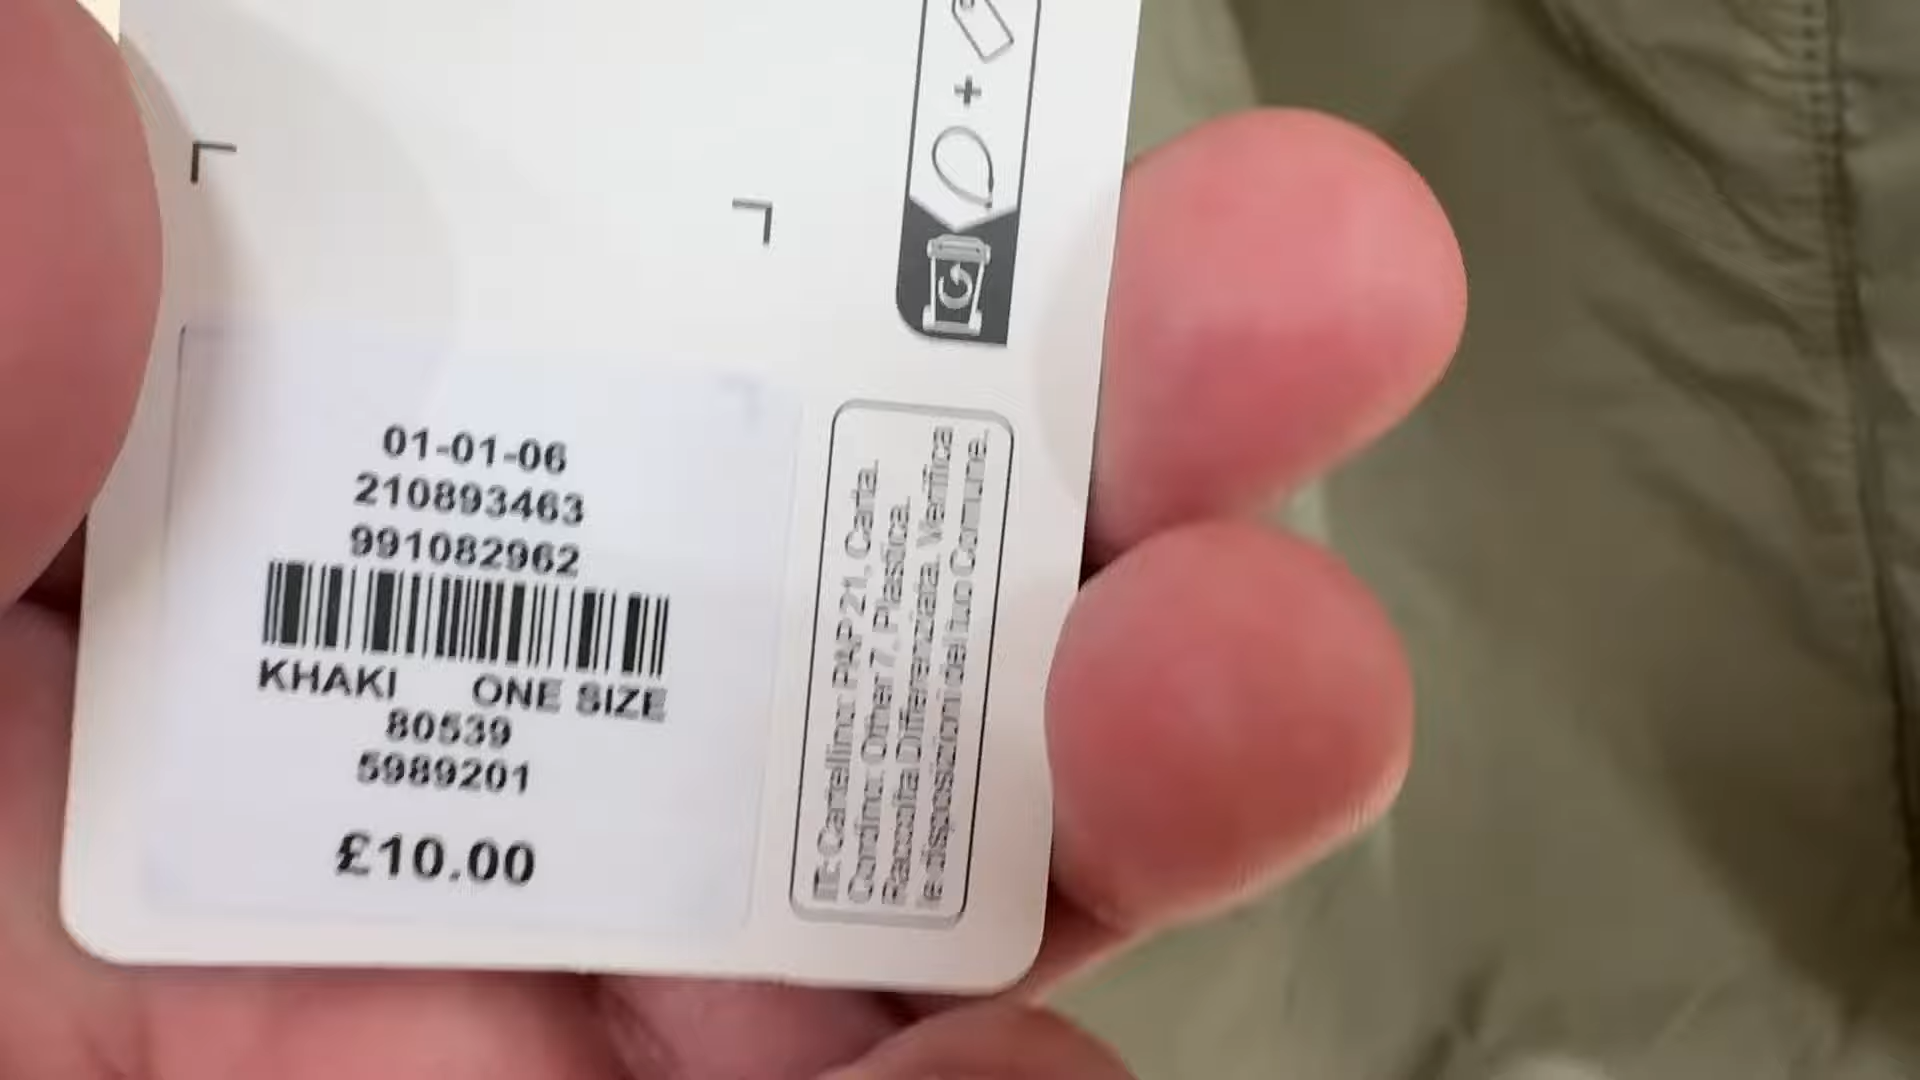 01-01-06
210893463
991082962
KHAKI ONE SIZE
80539
5989201
£10.00
IT: Cartellino: PAP 21, Carta.
Cordino: Other 7, Plastica.
Raccolta Differenziata. Verifica
le disposizioni del tuo Comune.